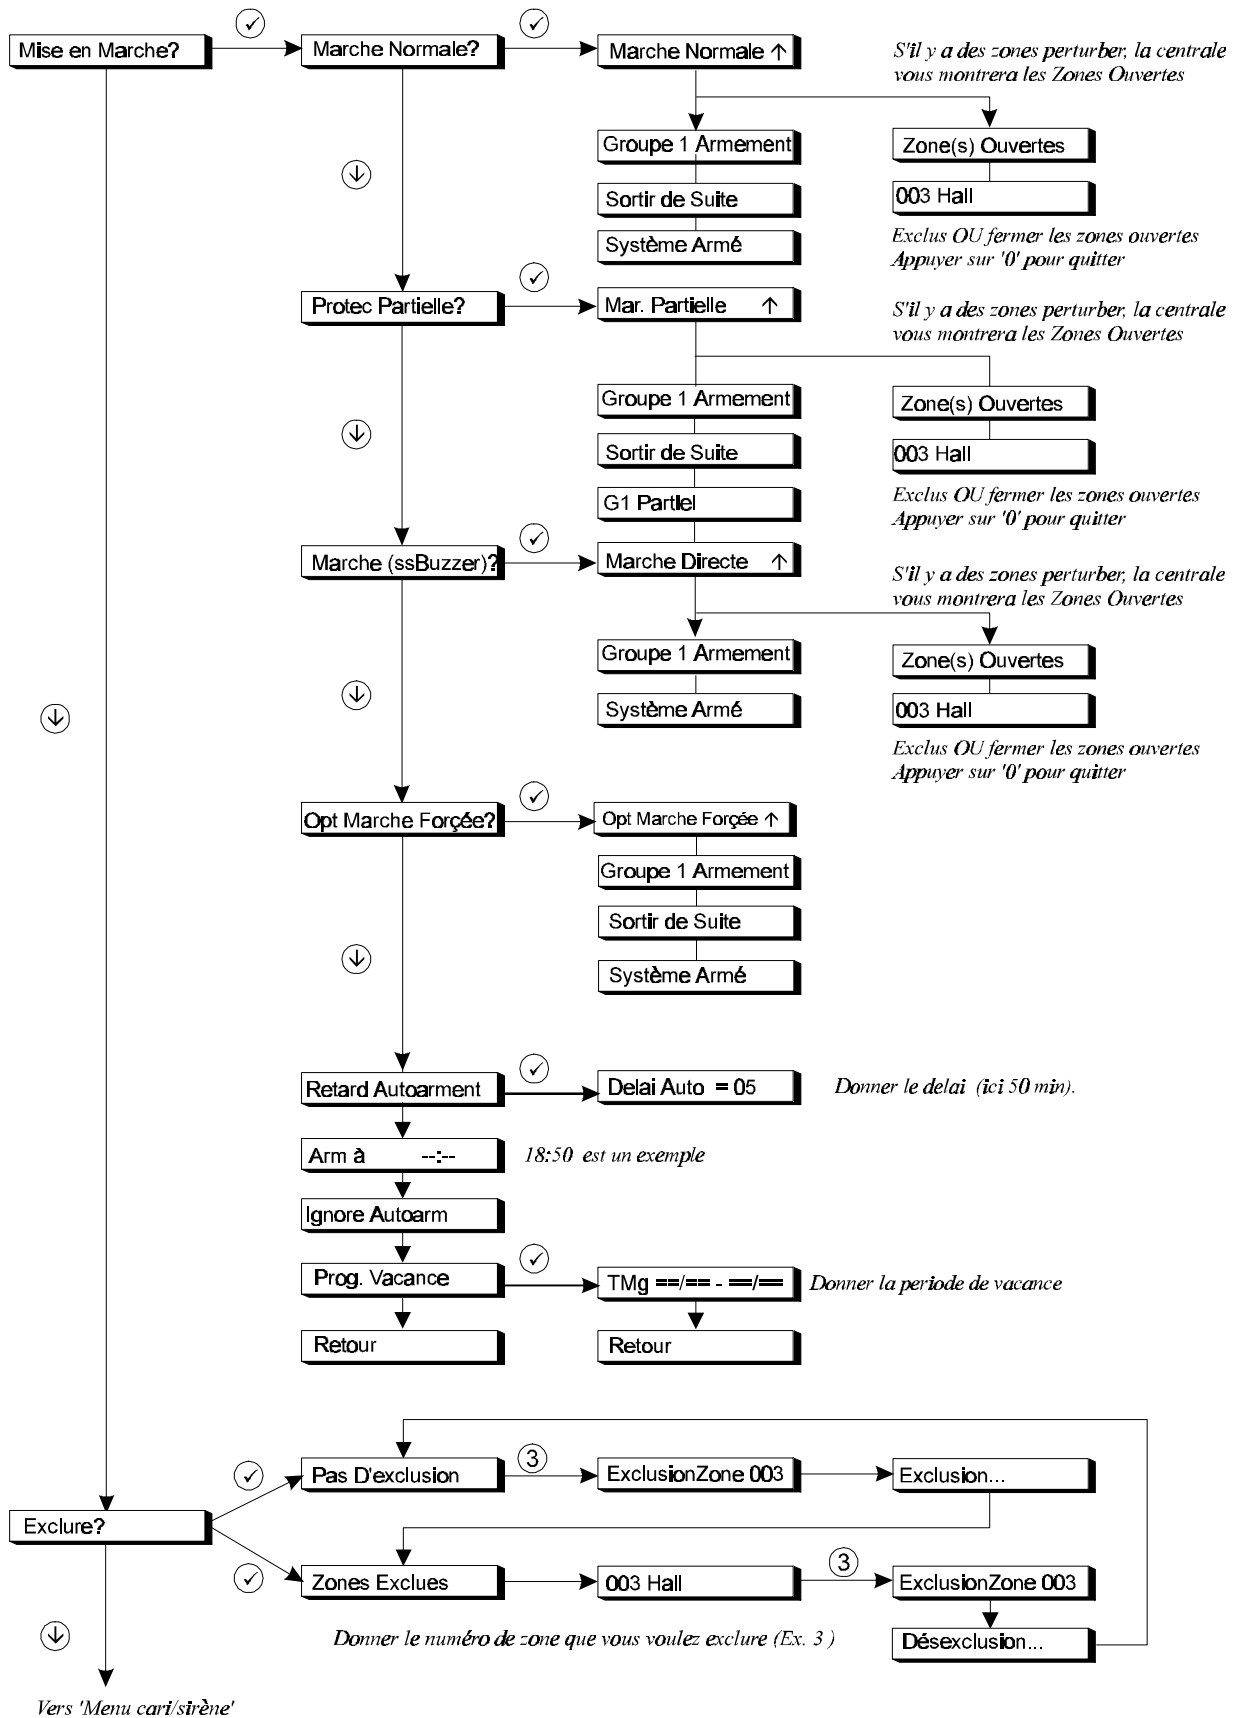 Mise en Marche?
✓
Marche Normale?
✓
Marche Normale ↑
S'il y a des zones perturber, la centrale
vous montrera les Zones Ouvertes
Groupe 1 Armement
Zone(s) Ouvertes
↓
Sortir de Suite
003 Hall
Système Armé
Exclus OU fermer les zones ouvertes
Appuyer sur '0' pour quitter
Protec Partielle?
✓
Mar. Partielle ↑
S'il y a des zones perturber, la centrale
vous montrera les Zones Ouvertes
Groupe 1 Armement
Zone(s) Ouvertes
↓
Sortir de Suite
003 Hall
G1 Partiel
Exclus OU fermer les zones ouvertes
Appuyer sur '0' pour quitter
Marche (ssBuzzer)?
✓
Marche Directe ↑
S'il y a des zones perturber, la centrale
vous montrera les Zones Ouvertes
Groupe 1 Armement
Zone(s) Ouvertes
↓
↓
Système Armé
003 Hall
Exclus OU fermer les zones ouvertes
Appuyer sur '0' pour quitter
Opt Marche Forçée?
✓
Opt Marche Forçée ↑
Groupe 1 Armement
Sortir de Suite
↓
Système Armé
Retard Autoarment
✓
Delai Auto = 05
Donner le delai (ici 50 min).
Arm à --:--
18:50 est un exemple
Ignore Autoarm
Prog. Vacance
✓
TMg ==/== - ==/==
Donner la periode de vacance
Retour
Retour
✓
Pas D'exclusion
3
ExclusionZone 003
Exclusion...
Exclure?
✓
Zones Exclues
003 Hall
3
ExclusionZone 003
↓
Donner le numéro de zone que vous voulez exclure (Ex. 3 )
Désexclusion...
Vers 'Menu cari/sirène'